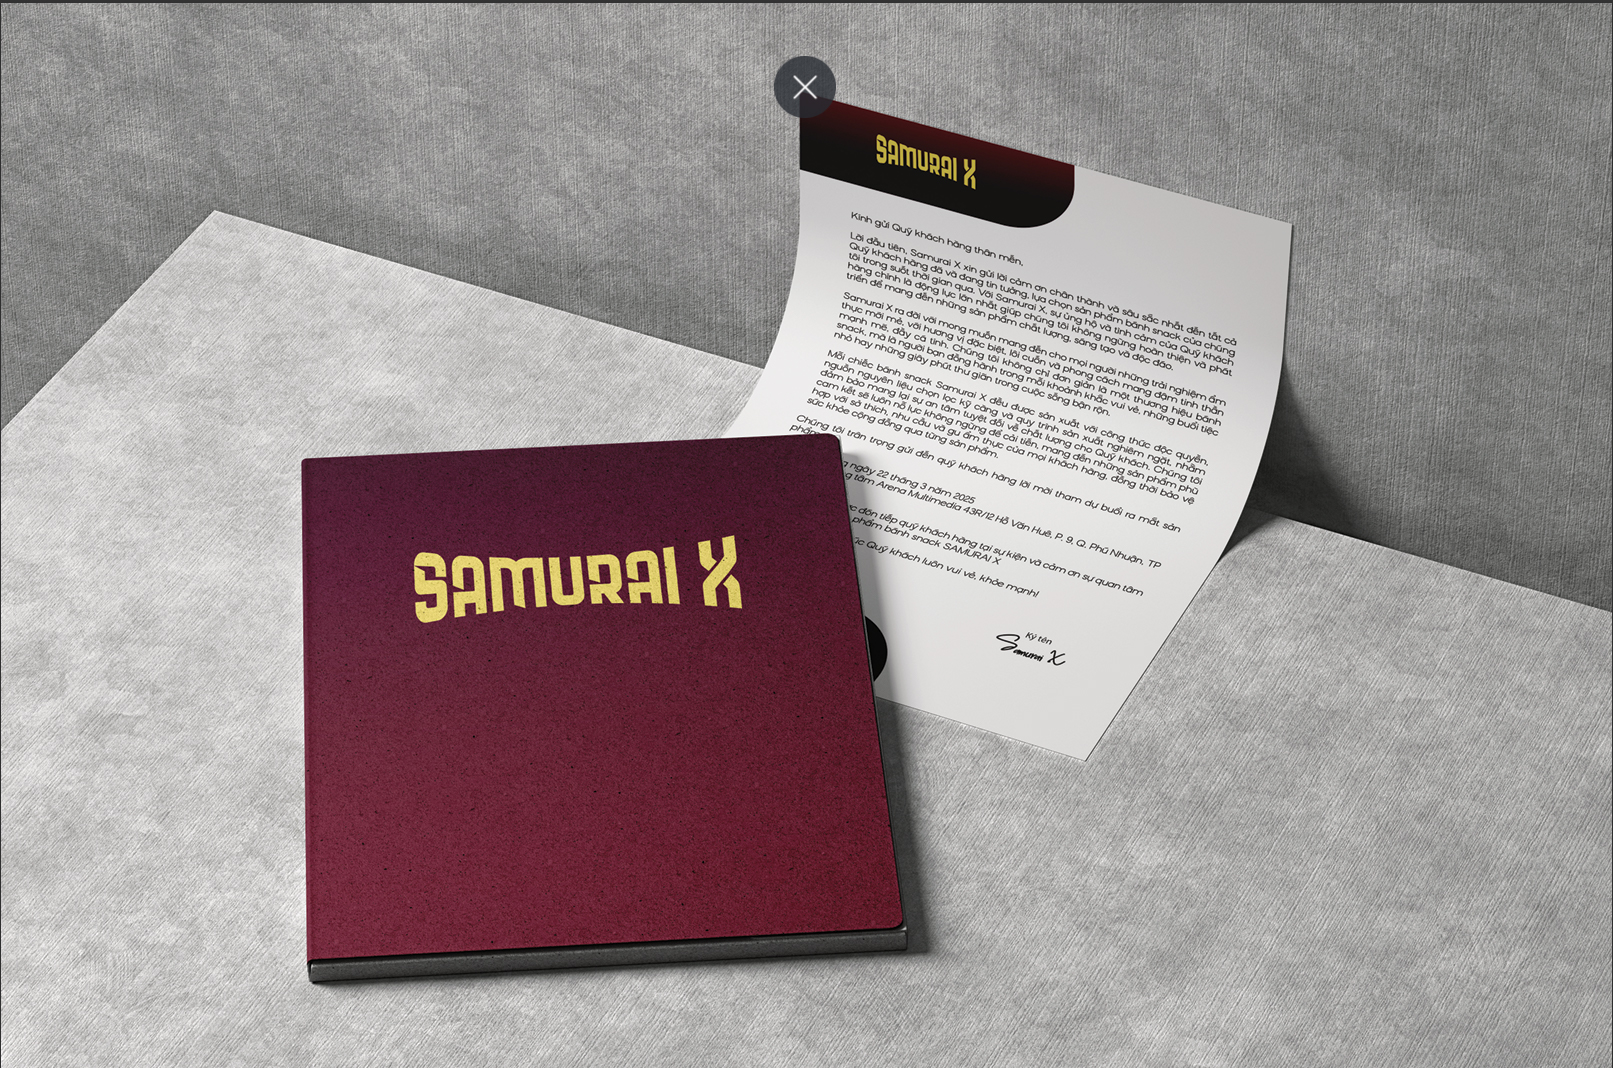 SAMURAI X
Kính gửi Quý khách hàng thân mến,
Lời đầu tiên, Samurai X xin gửi lời cảm ơn chân thành và sâu sắc nhất đến tất cả
Quý khách hàng đã và đang tin tưởng, lựa chọn sản phẩm bánh snack của chúng
tôi trong suốt thời gian qua. Với Samurai X, sự ủng hộ và tình cảm của Quý khách
hàng chính là động lực lớn nhất giúp chúng tôi không ngừng hoàn thiện và phát
triển để mang đến những sản phẩm chất lượng, sáng tạo và độc đáo.
Samurai X ra đời với mong muốn mang đến cho mọi người những trải nghiệm ẩm
thực mới mẻ, với hương vị đặc biệt, lôi cuốn và phong cách mang đậm tinh thần
mạnh mẽ, đầy cá tính. Chúng tôi không chỉ đơn giản là một thương hiệu bánh
snack, mà là người bạn đồng hành trong mỗi khoảnh khắc vui vẻ, những buổi tiệc
nhỏ hay những giây phút thư giãn trong cuộc sống bận rộn.
Mỗi chiếc bánh snack Samurai X đều được sản xuất với công thức độc quyền,
nguồn nguyên liệu chọn lọc kỹ càng và quy trình sản xuất nghiêm ngặt, nhằm
đảm bảo mang lại sự an tâm tuyệt đối về chất lượng cho Quý khách. Chúng tôi
cam kết sẽ luôn nỗ lực không ngừng để cải tiến, mang đến những sản phẩm phù
hợp với sở thích, nhu cầu và gu ẩm thực của mọi khách hàng, đồng thời bảo vệ
sức khỏe cộng đồng qua từng sản phẩm.
Chúng tôi trân trọng gửi đến quý khách hàng lời mời tham dự buổi ra mắt sản
ngày 22 tháng 3 năm 2025
tâm Arena Multimedia 43R/12 Hồ Văn Huê, P. 9, Q. Phú Nhuận, TP
đón tiếp quý khách hàng tại sự kiện và cảm ơn sự quan tâm
phẩm bánh snack SAMURAI X
Quý khách luôn vui vẻ, khỏe mạnh!
Ký tên
Samurai X
SAMURAI X